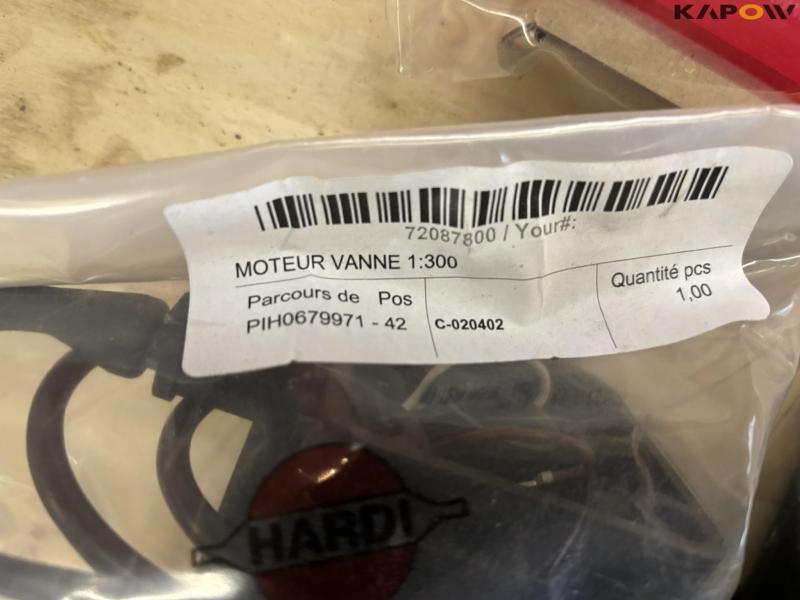 KAPOW
72087800 / Your#:
MOTEUR VANNE 1:300
Parcours de Pos
PIH0679971 - 42
C-020402
Quantité pcs
1,00
HARDI